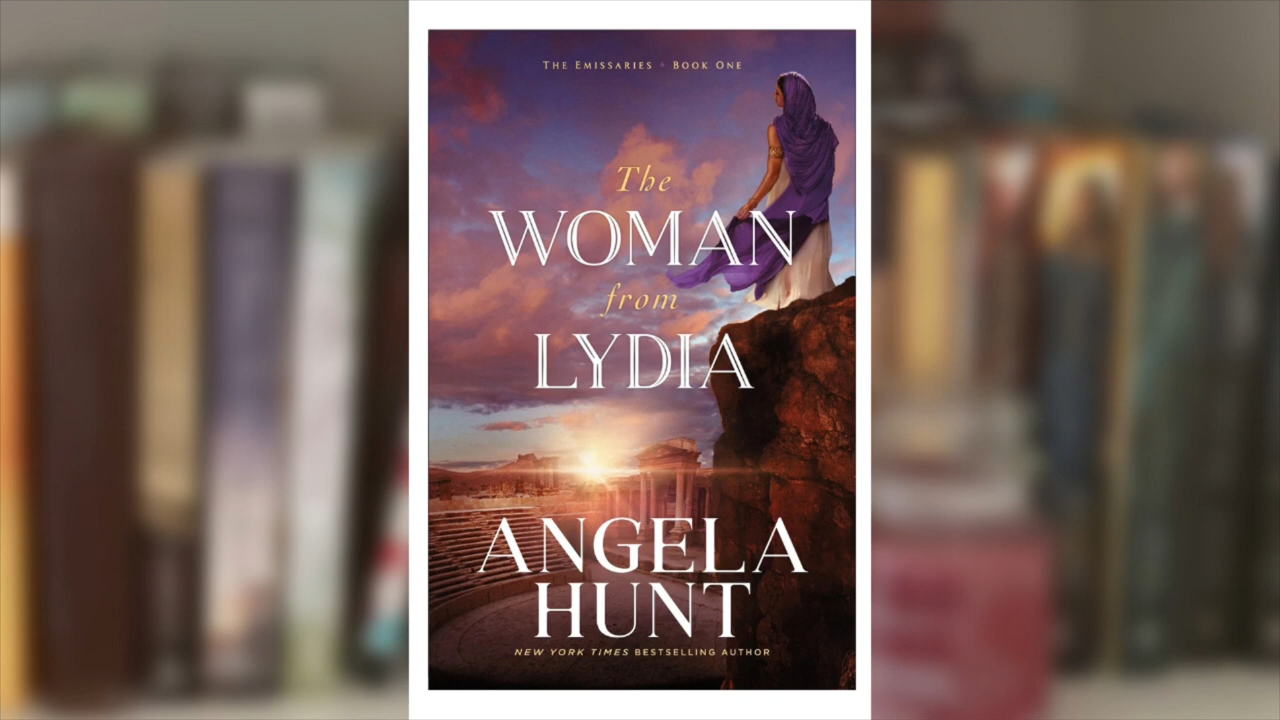 THE EMISSARIES • BOOK ONE
The
WOMAN
from
LYDIA
ANGELA
HUNT
NEW YORK TIMES BESTSELLING AUTHOR